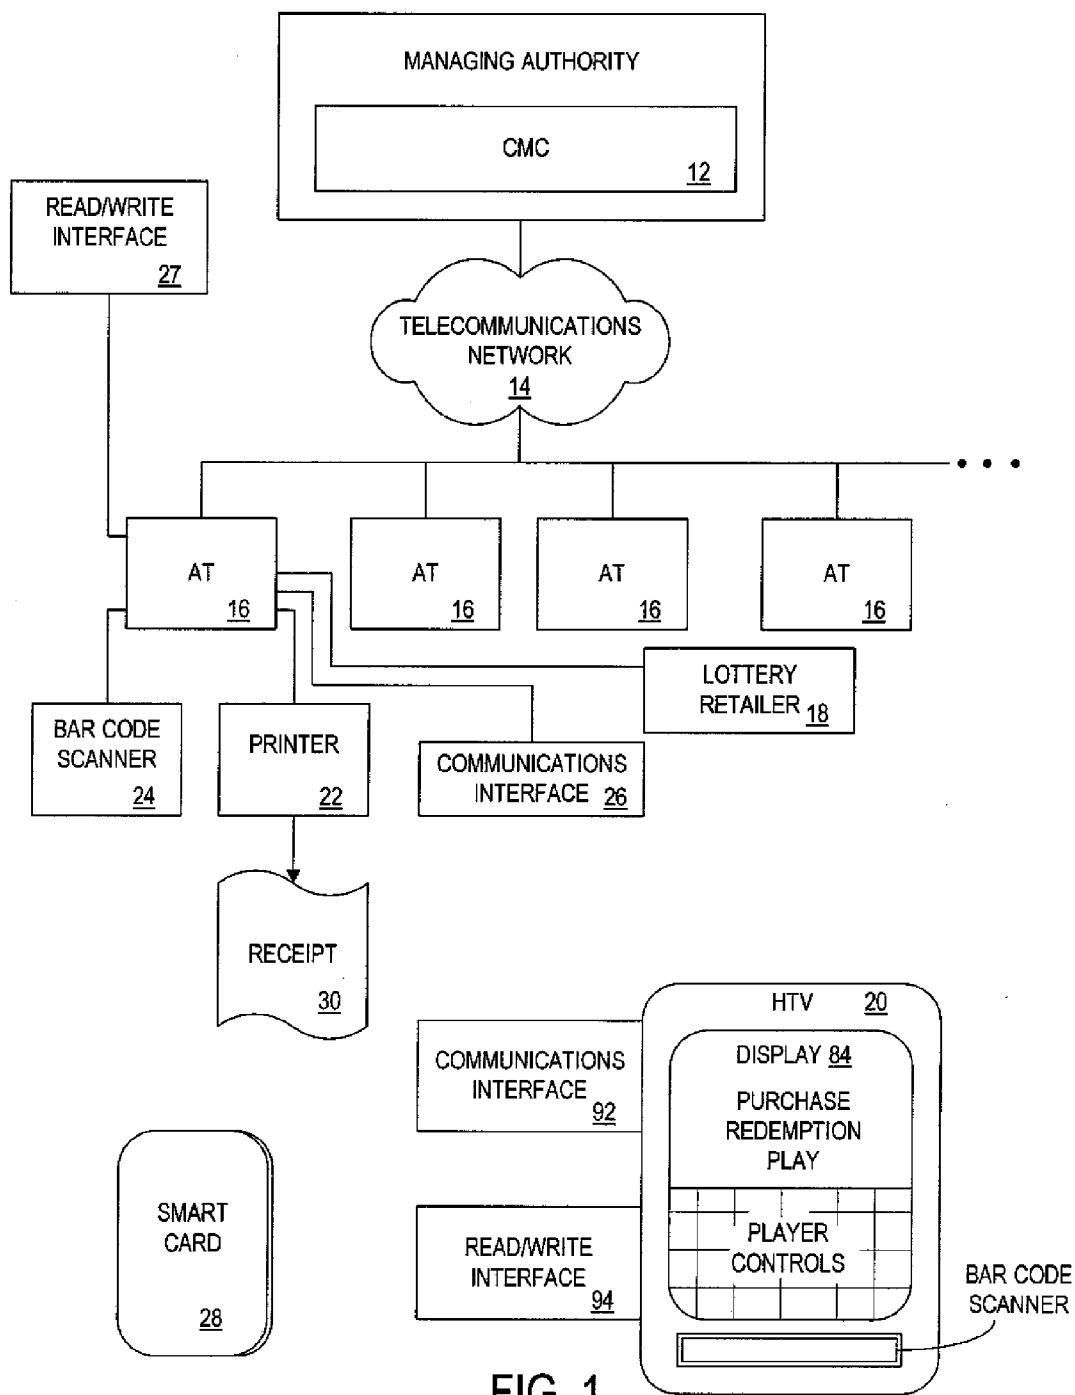 MANAGING AUTHORITY
CMC
12
READ/WRITE
INTERFACE
27
TELECOMMUNICATIONS
NETWORK
14
AT
16
AT
16
AT
16
AT
16
LOTTERY
RETAILER 18
BAR CODE
SCANNER
24
PRINTER
22
COMMUNICATIONS
INTERFACE 26
RECEIPT
30
HTV 20
DISPLAY 84
PURCHASE
REDEMPTION
PLAY
COMMUNICATIONS
INTERFACE
92
SMART
CARD
28
READ/WRITE
INTERFACE
94
PLAYER
CONTROLS
BAR CODE
SCANNER
FIG. 1